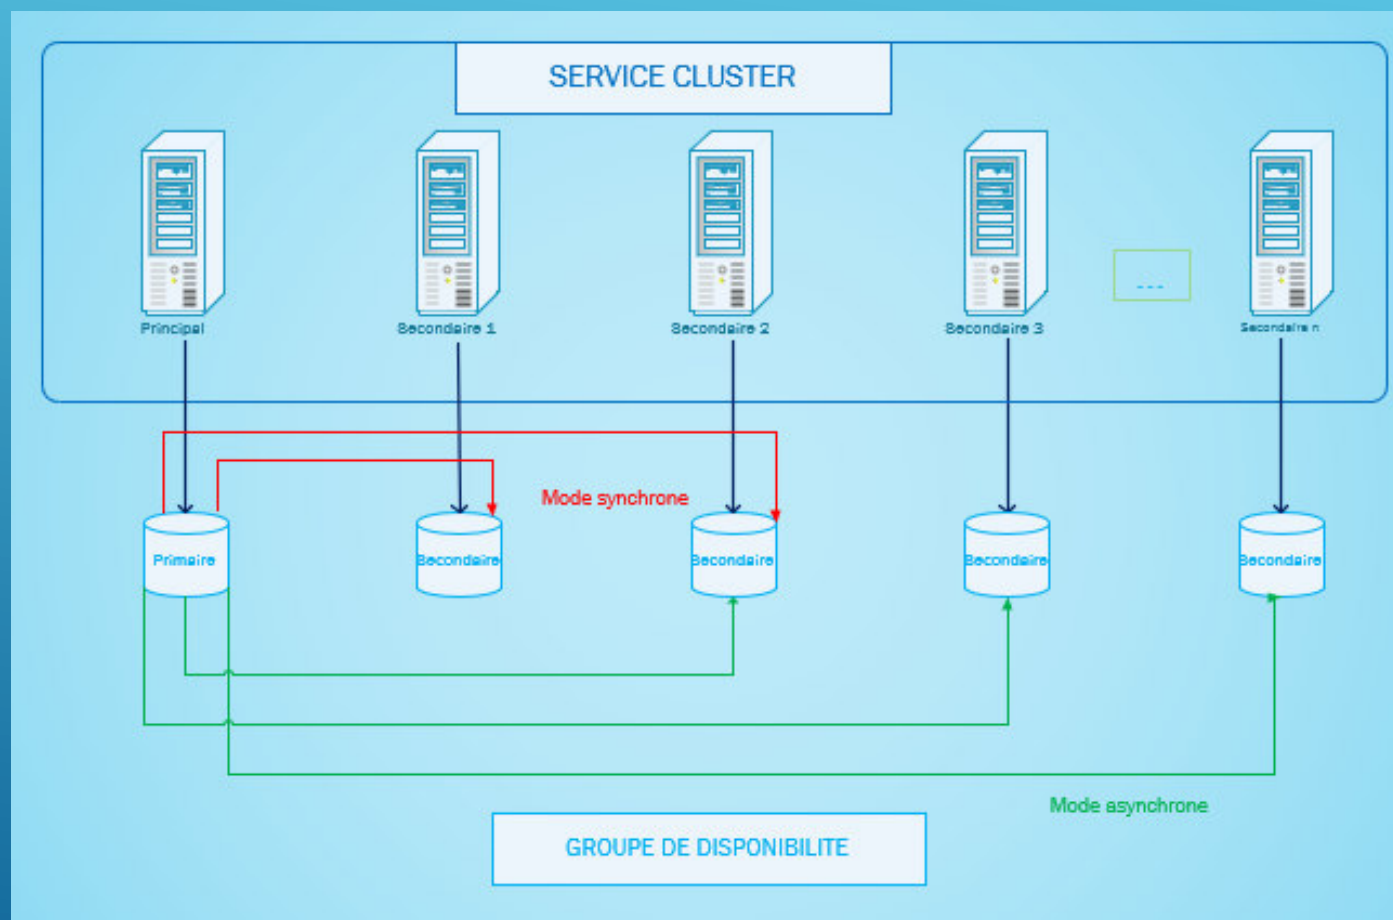 SERVICE CLUSTER
Principal
Secondaire 1
Secondaire 2
Secondaire 3
---
Secondaire n
Mode synchrone
Primaire
Secondaire
Secondaire
Secondaire
Secondaire
Mode asynchrone
GROUPE DE DISPONIBILITE